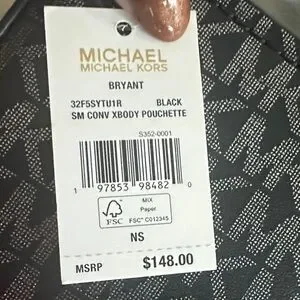 MICHAEL
MICHAEL KORS
BRYANT
32F5SYTU1R BLACK
SM CONV XBODY POUCHETTE
S352-0001
1 97853 98482 0
FSC
MIX
Paper
FSC® C012345
NS
MSRP $148.00